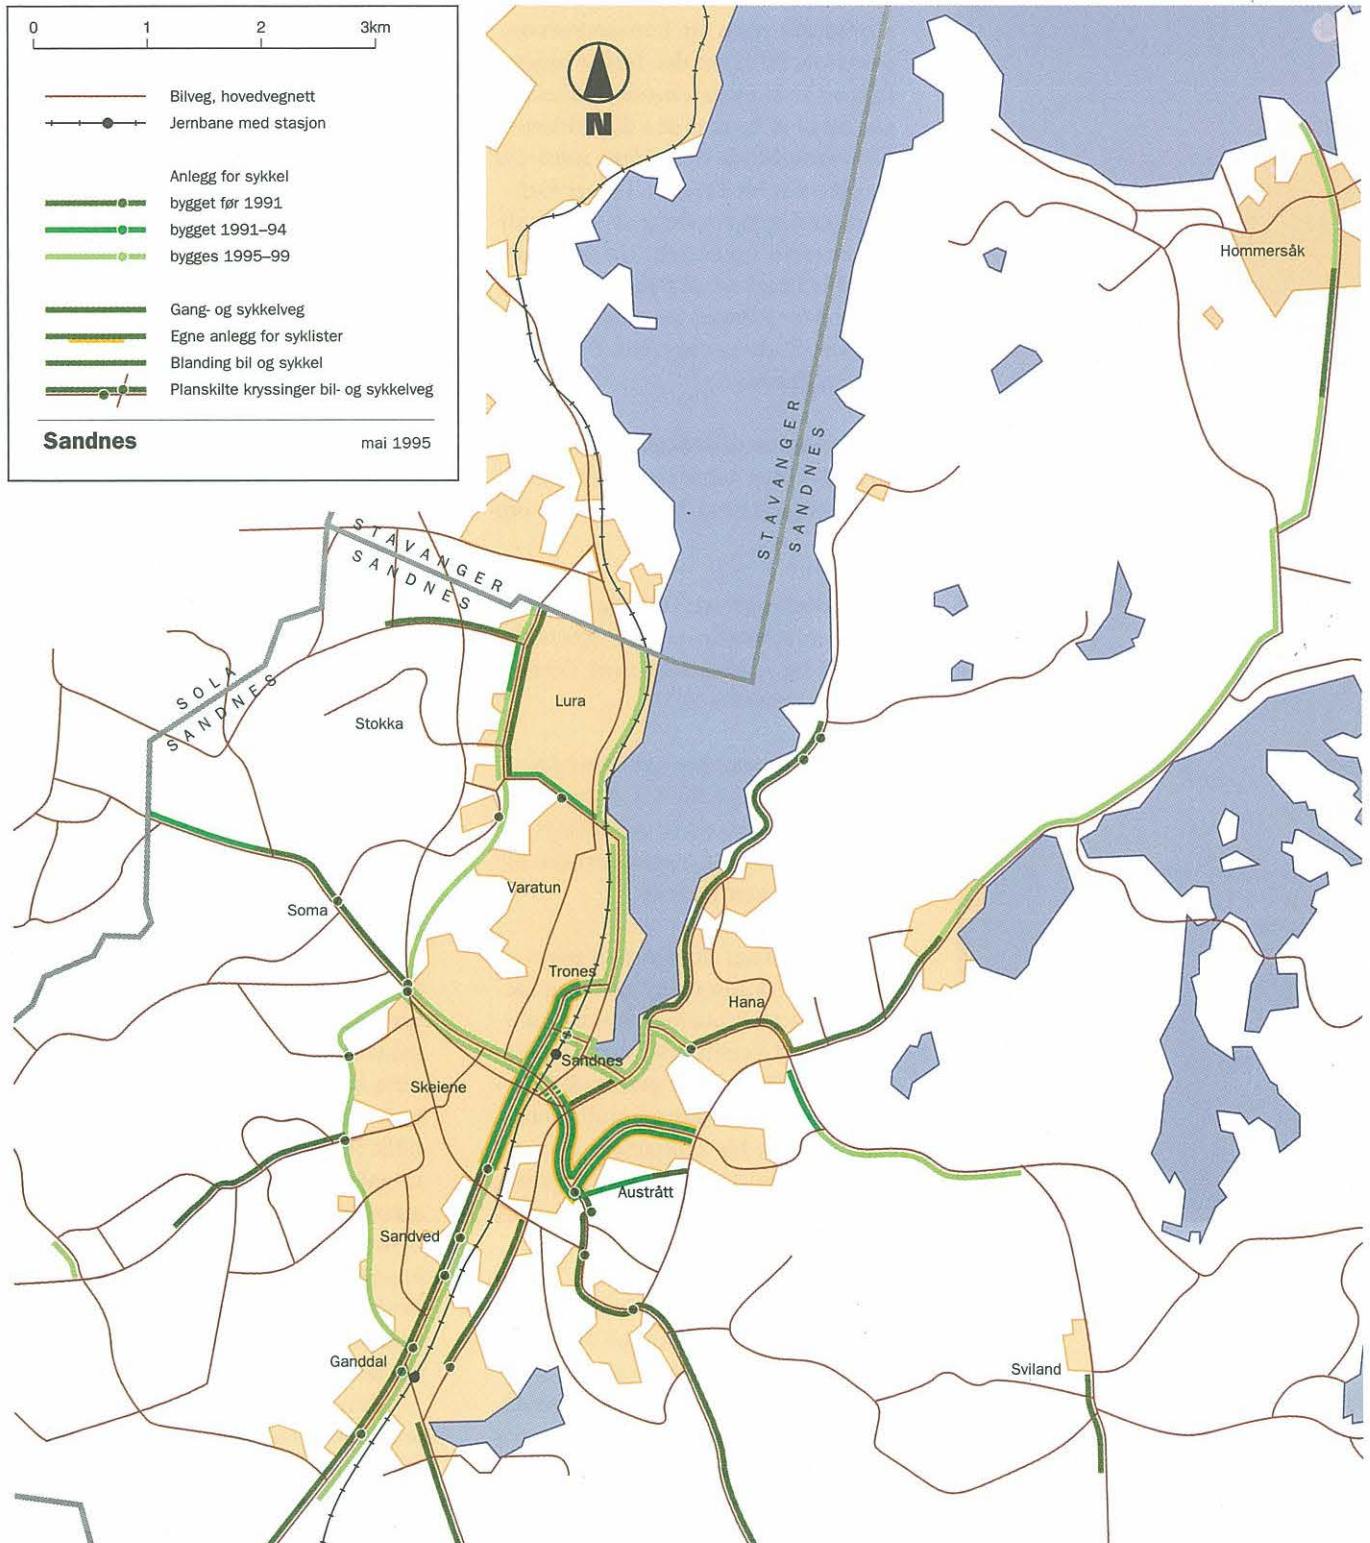 0 1 2 3km
Bilveg, hovedvegnett
Jernbane med stasjon
Anlegg for sykkel
bygget før 1991
bygget 1991–94
bygges 1995–99
Gang- og sykkelveg
Egne anlegg for syklister
Blanding bil og sykkel
Planskilte kryssinger bil- og sykkelveg
Sandnes mai 1995
N
Hommersåk
STAVANGER
SANDNES
STAVANGER
SANDNES
SOLA
SANDNES
Lura
Stokka
Varatun
Soma
Trones
Hana
Sandnes
Skeiene
Austrått
Sandved
Ganddal
Sviland